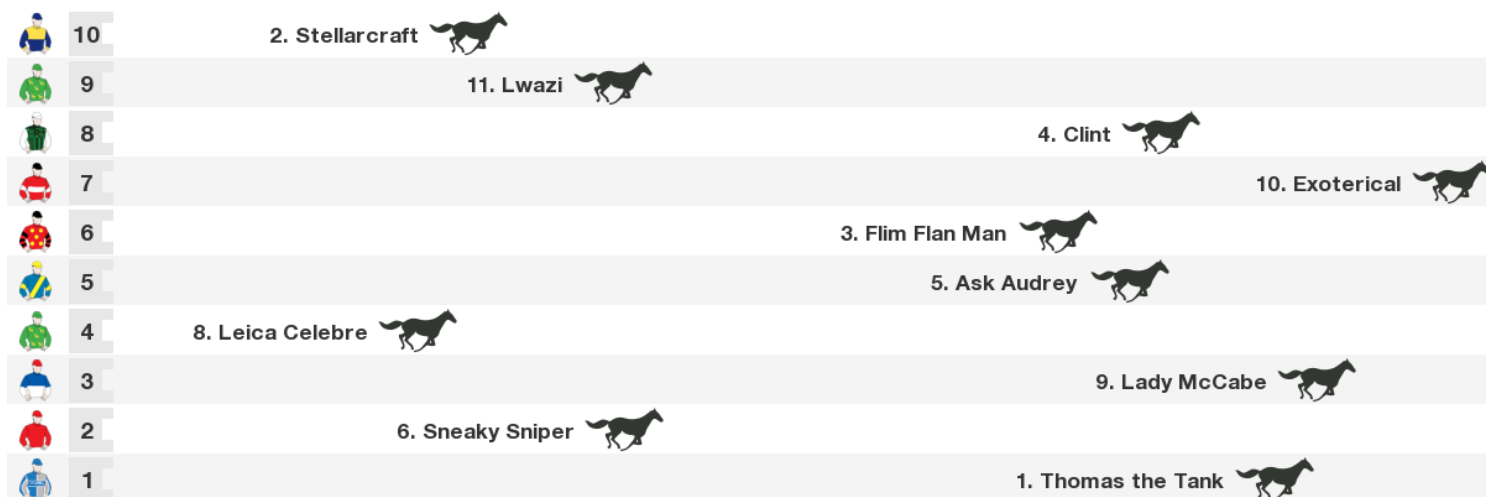 10 2. Stellarcraft
9 11. Lwazi
8 4. Clint
7 10. Exoterical
6 3. Flim Flan Man
5 5. Ask Audrey
4 8. Leica Celebre
3 9. Lady McCabe
2 6. Sneaky Sniper
1 1. Thomas the Tank